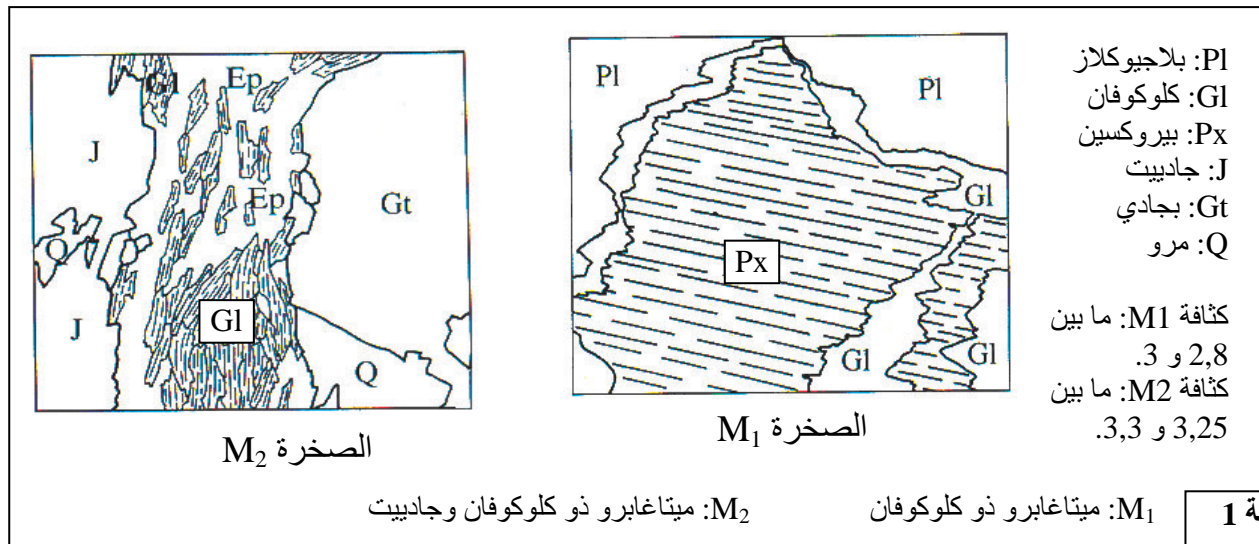 Pl: بلاجيوكلاز
Gl: كلوكوفان
Px: بيروكسين
J: جادييت
Gt: بجادي
Q: مرو
كثافة M1: ما بين
2,8 و 3.
كثافة M2: ما بين
3,25 و 3,3.
Pl
Pl
Gl
Px
Gl
Gl
الصخرة M₁
Gl
Ep
J
Ep
Gt
Q
J
Gl
Q
الصخرة M₂
1
M₁: ميتاغابرو ذو كلوكوفان
M₂: ميتاغابرو ذو كلوكوفان وجادييت